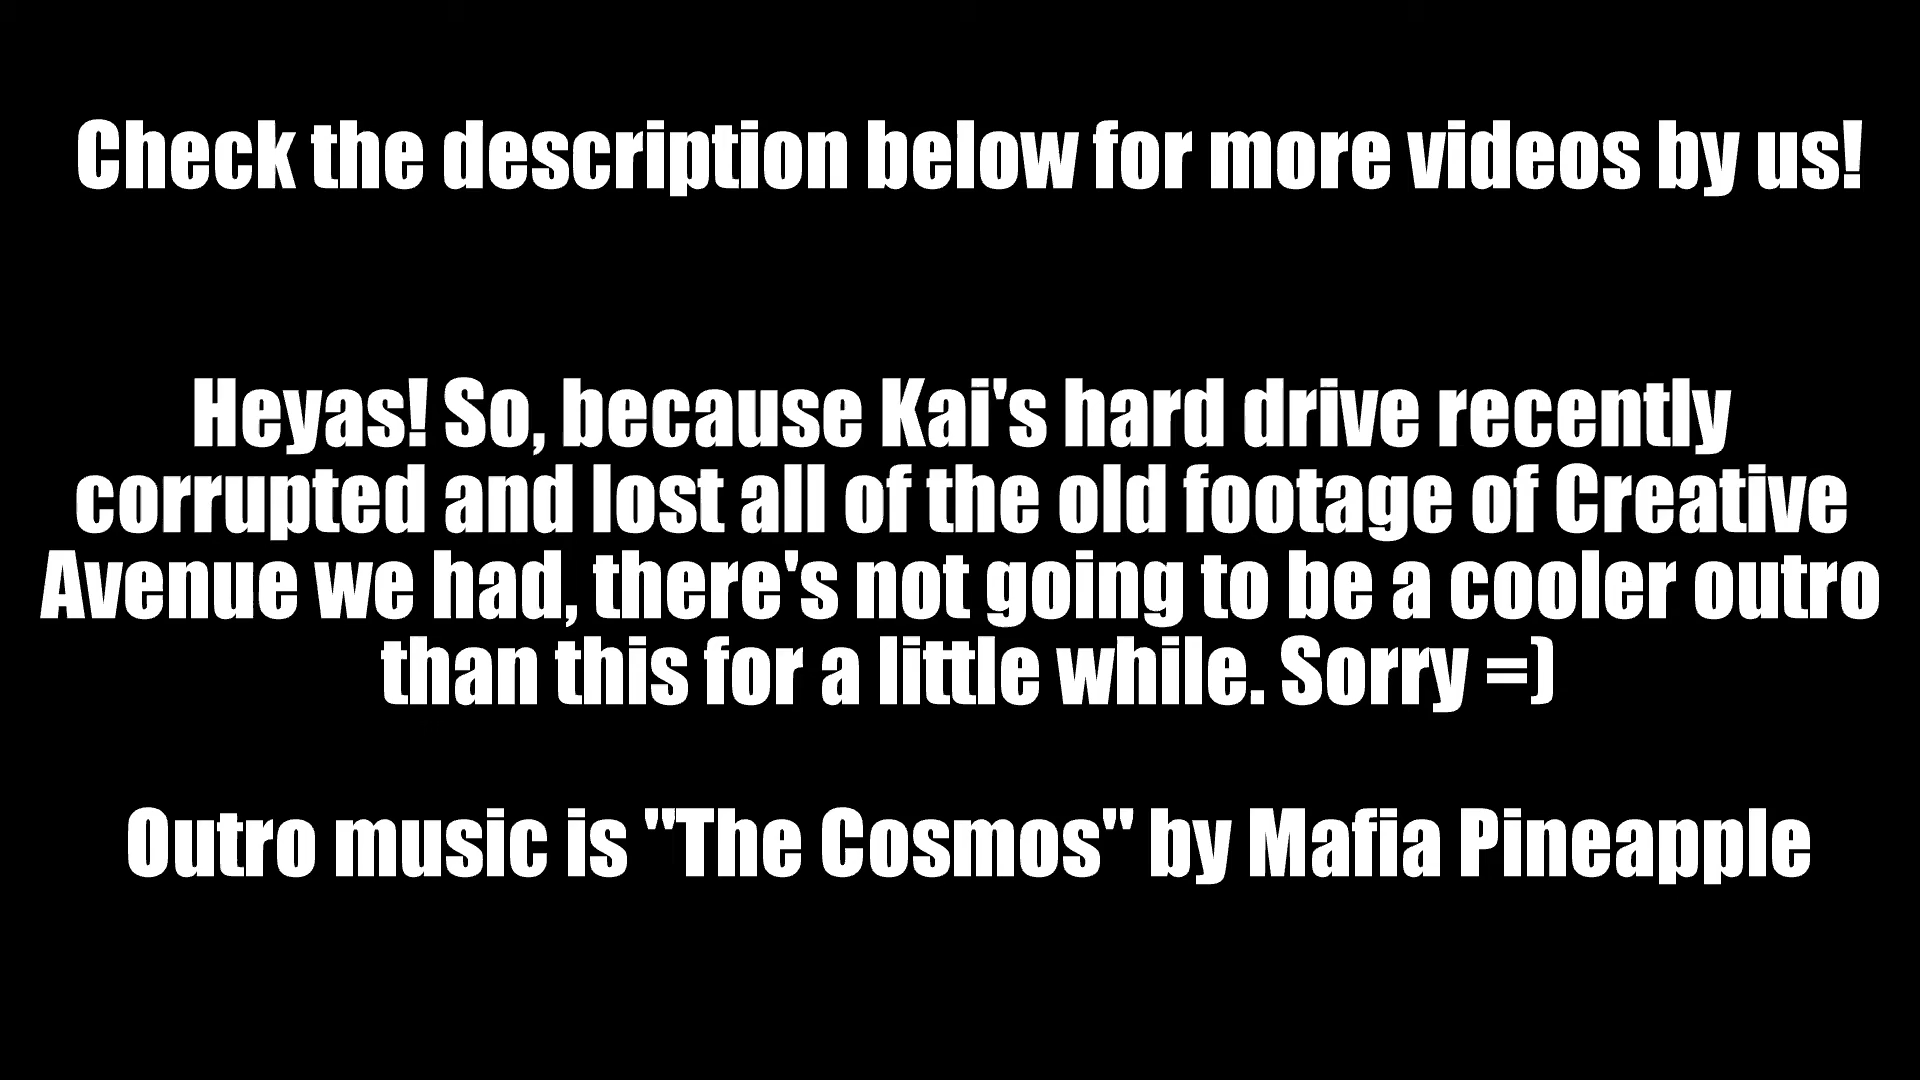 Check the description below for more videos by us!
Heyas! So, because Kai's hard drive recently
corrupted and lost all of the old footage of Creative
Avenue we had, there's not going to be a cooler outro
than this for a little while. Sorry =)
Outro music is "The Cosmos" by Mafia Pineapple